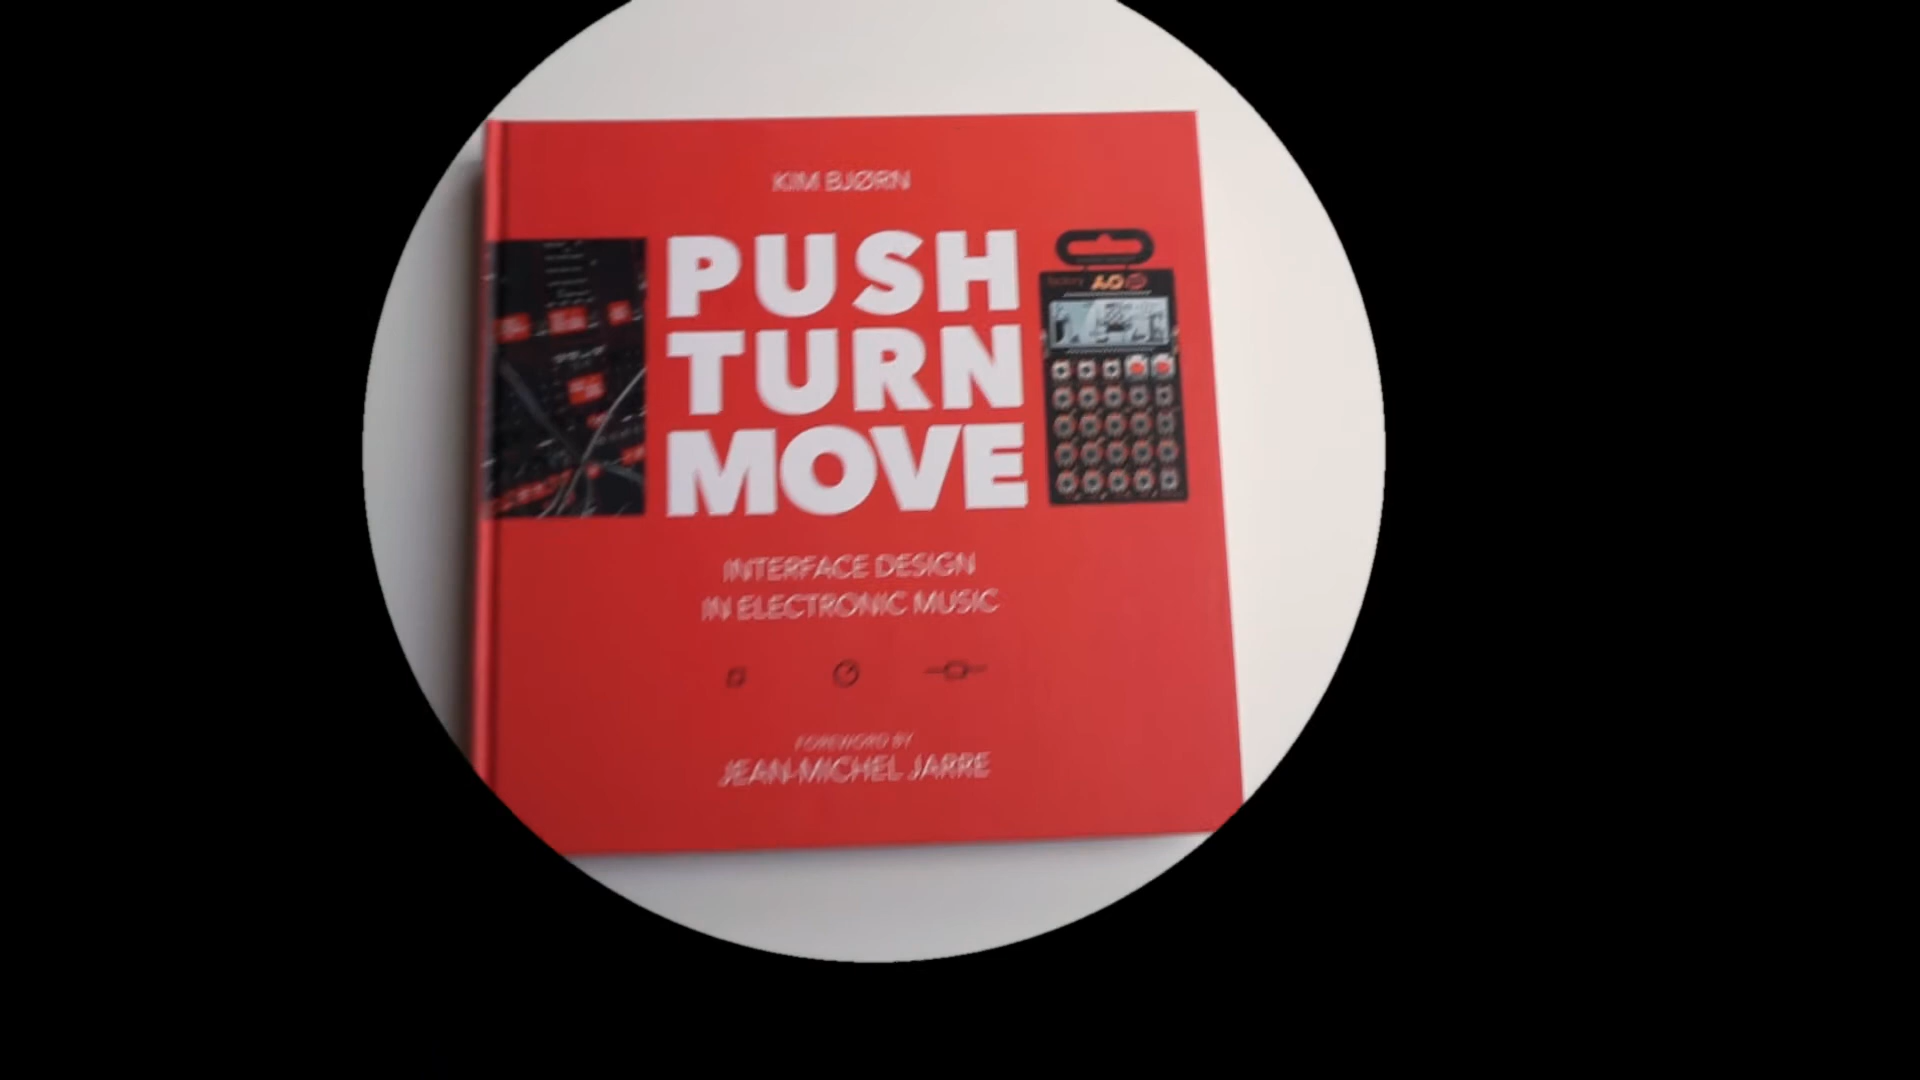 KIM BJØRN
PUSH
TURN
MOVE
INTERFACE DESIGN
IN ELECTRONIC MUSIC
FOREWORD BY
JEAN-MICHEL JARRE